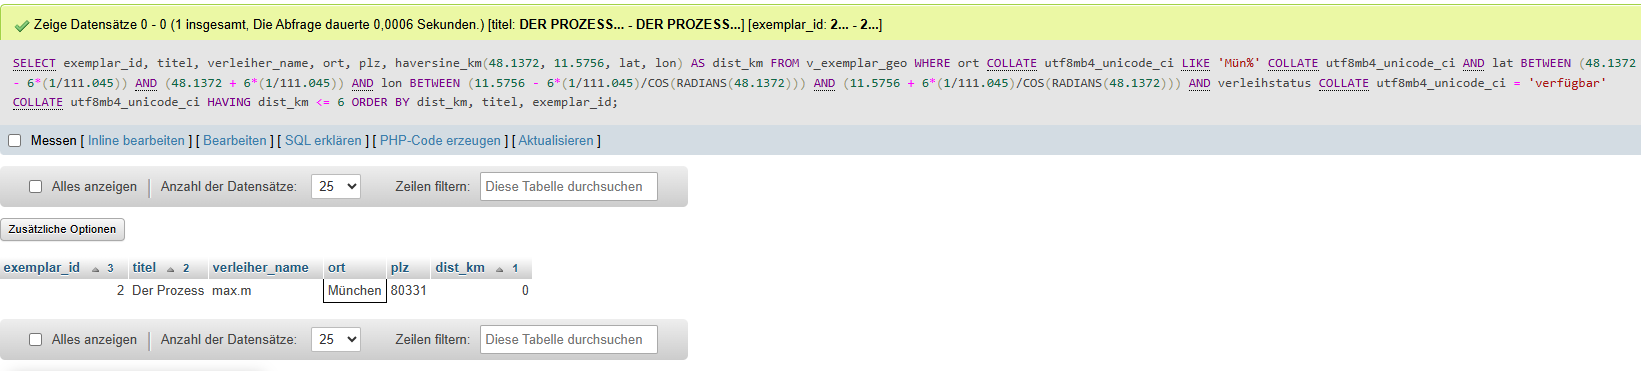 Zeige Datensätze 0 - 0 (1 insgesamt, Die Abfrage dauerte 0,0006 Sekunden.) [titel: DER PROZESS... - DER PROZESS...] [exemplar_id: 2... - 2...]
SELECT exemplar_id, titel, verleiher_name, ort, plz, haversine_km(48.1372, 11.5756, lat, lon) AS dist_km FROM v_exemplar_geo WHERE ort COLLATE utf8mb4_unicode_ci LIKE 'Mün%' COLLATE utf8mb4_unicode_ci AND lat BETWEEN (48.1372
- 6*(1/111.045)) AND (48.1372 + 6*(1/111.045)) AND lon BETWEEN (11.5756 - 6*(1/111.045)/COS(RADIANS(48.1372))) AND (11.5756 + 6*(1/111.045)/COS(RADIANS(48.1372))) AND verleihstatus COLLATE utf8mb4_unicode_ci = 'verfügbar'
COLLATE utf8mb4_unicode_ci HAVING dist_km <= 6 ORDER BY dist_km, titel, exemplar_id;
Messen [ Inline bearbeiten ] [ Bearbeiten ] [ SQL erklären ] [ PHP-Code erzeugen ] [ Aktualisieren ]
Alles anzeigen | Anzahl der Datensätze: 25 Zeilen filtern: Diese Tabelle durchsuchen
Zusätzliche Optionen
exemplar_id 3 titel 2 verleiher_name ort plz dist_km 1
2 Der Prozess max.m München 80331 0
Alles anzeigen | Anzahl der Datensätze: 25 Zeilen filtern: Diese Tabelle durchsuchen